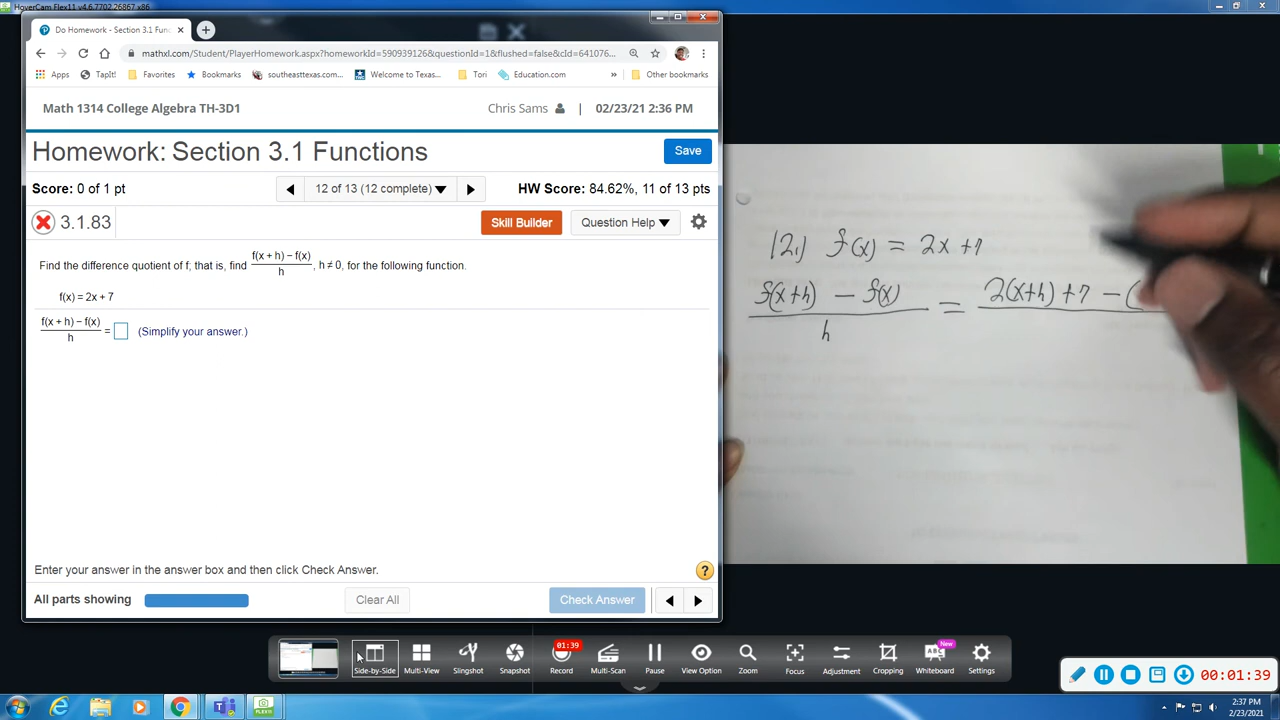 HoverCam Flex11 v4.6.7702.26867.x86
Do Homework - Section 3.1 Func
mathxl.com/Student/PlayerHomework.aspx?homeworkId=590939126&questionId=1&flushed=false&cId=641076...
Apps TapIt! Favorites Bookmarks southeasttexas.com... Welcome to Texas... Tori Education.com » Other bookmarks
Math 1314 College Algebra TH-3D1 Chris Sams | 02/23/21 2:36 PM
Homework: Section 3.1 Functions Save
Score: 0 of 1 pt 12 of 13 (12 complete) HW Score: 84.62%, 11 of 13 pts
3.1.83 Skill Builder Question Help
Find the difference quotient of f; that is, find f(x + h) – f(x) / h, h ≠ 0, for the following function.
f(x) = 2x + 7
f(x + h) – f(x) / h = (Simplify your answer.)
Enter your answer in the answer box and then click Check Answer.
All parts showing Clear All Check Answer
12.) f(x) = 2x + 7
f(x+h) – f(x) / h = 2(x+h) + 7 – (
Side-by-Side Multi-View Slingshot Snapshot 01:39 Record Multi-Scan Pause View Option Zoom Focus Adjustment Cropping New Whiteboard Settings
00:01:39
2:37 PM
2/23/2021